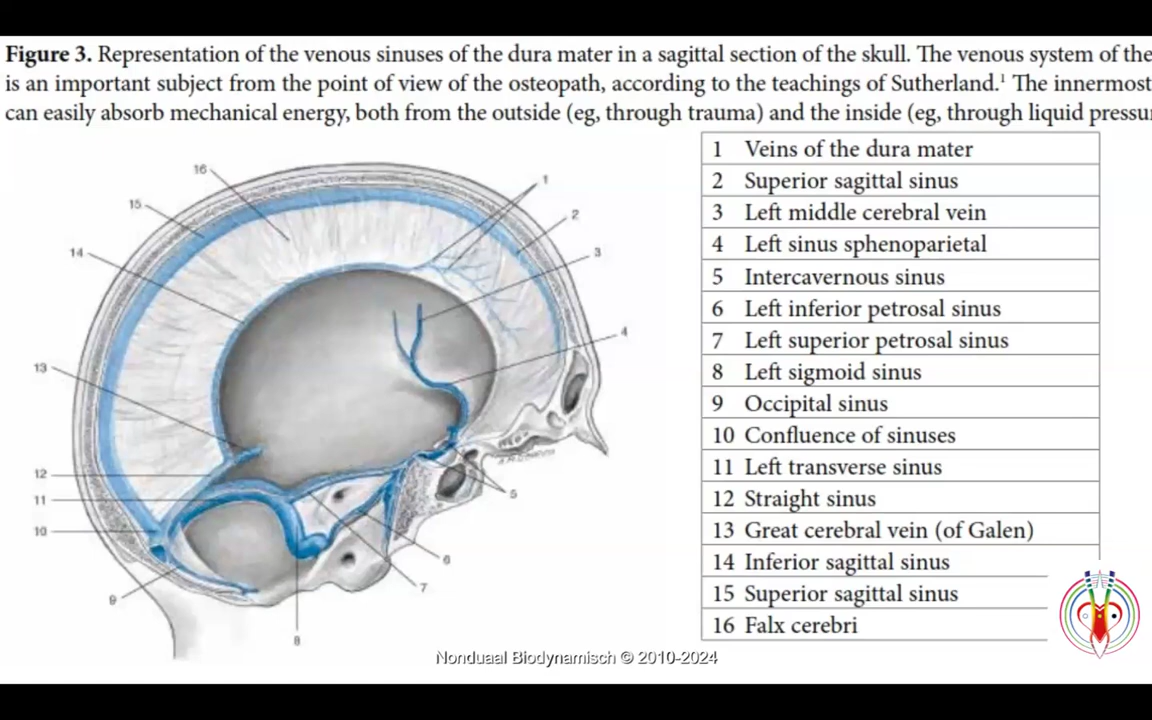 Figure 3. Representation of the venous sinuses of the dura mater in a sagittal section of the skull. The venous system of the
is an important subject from the point of view of the osteopath, according to the teachings of Sutherland.¹ The innermost
can easily absorb mechanical energy, both from the outside (eg, through trauma) and the inside (eg, through liquid
1 Veins of the dura mater
2 Superior sagittal sinus
3 Left middle cerebral vein
4 Left sinus sphenoparietal
5 Intercavernous sinus
6 Left inferior petrosal sinus
7 Left superior petrosal sinus
8 Left sigmoid sinus
9 Occipital sinus
10 Confluence of sinuses
11 Left transverse sinus
12 Straight sinus
13 Great cerebral vein (of Galen)
14 Inferior sagittal sinus
15 Superior sagittal sinus
16 Falx cerebri
16
1
15
2
14
3
4
13
12
5
11
10
6
7
9
8
Nonduaal Biodynamisch © 2010-2024